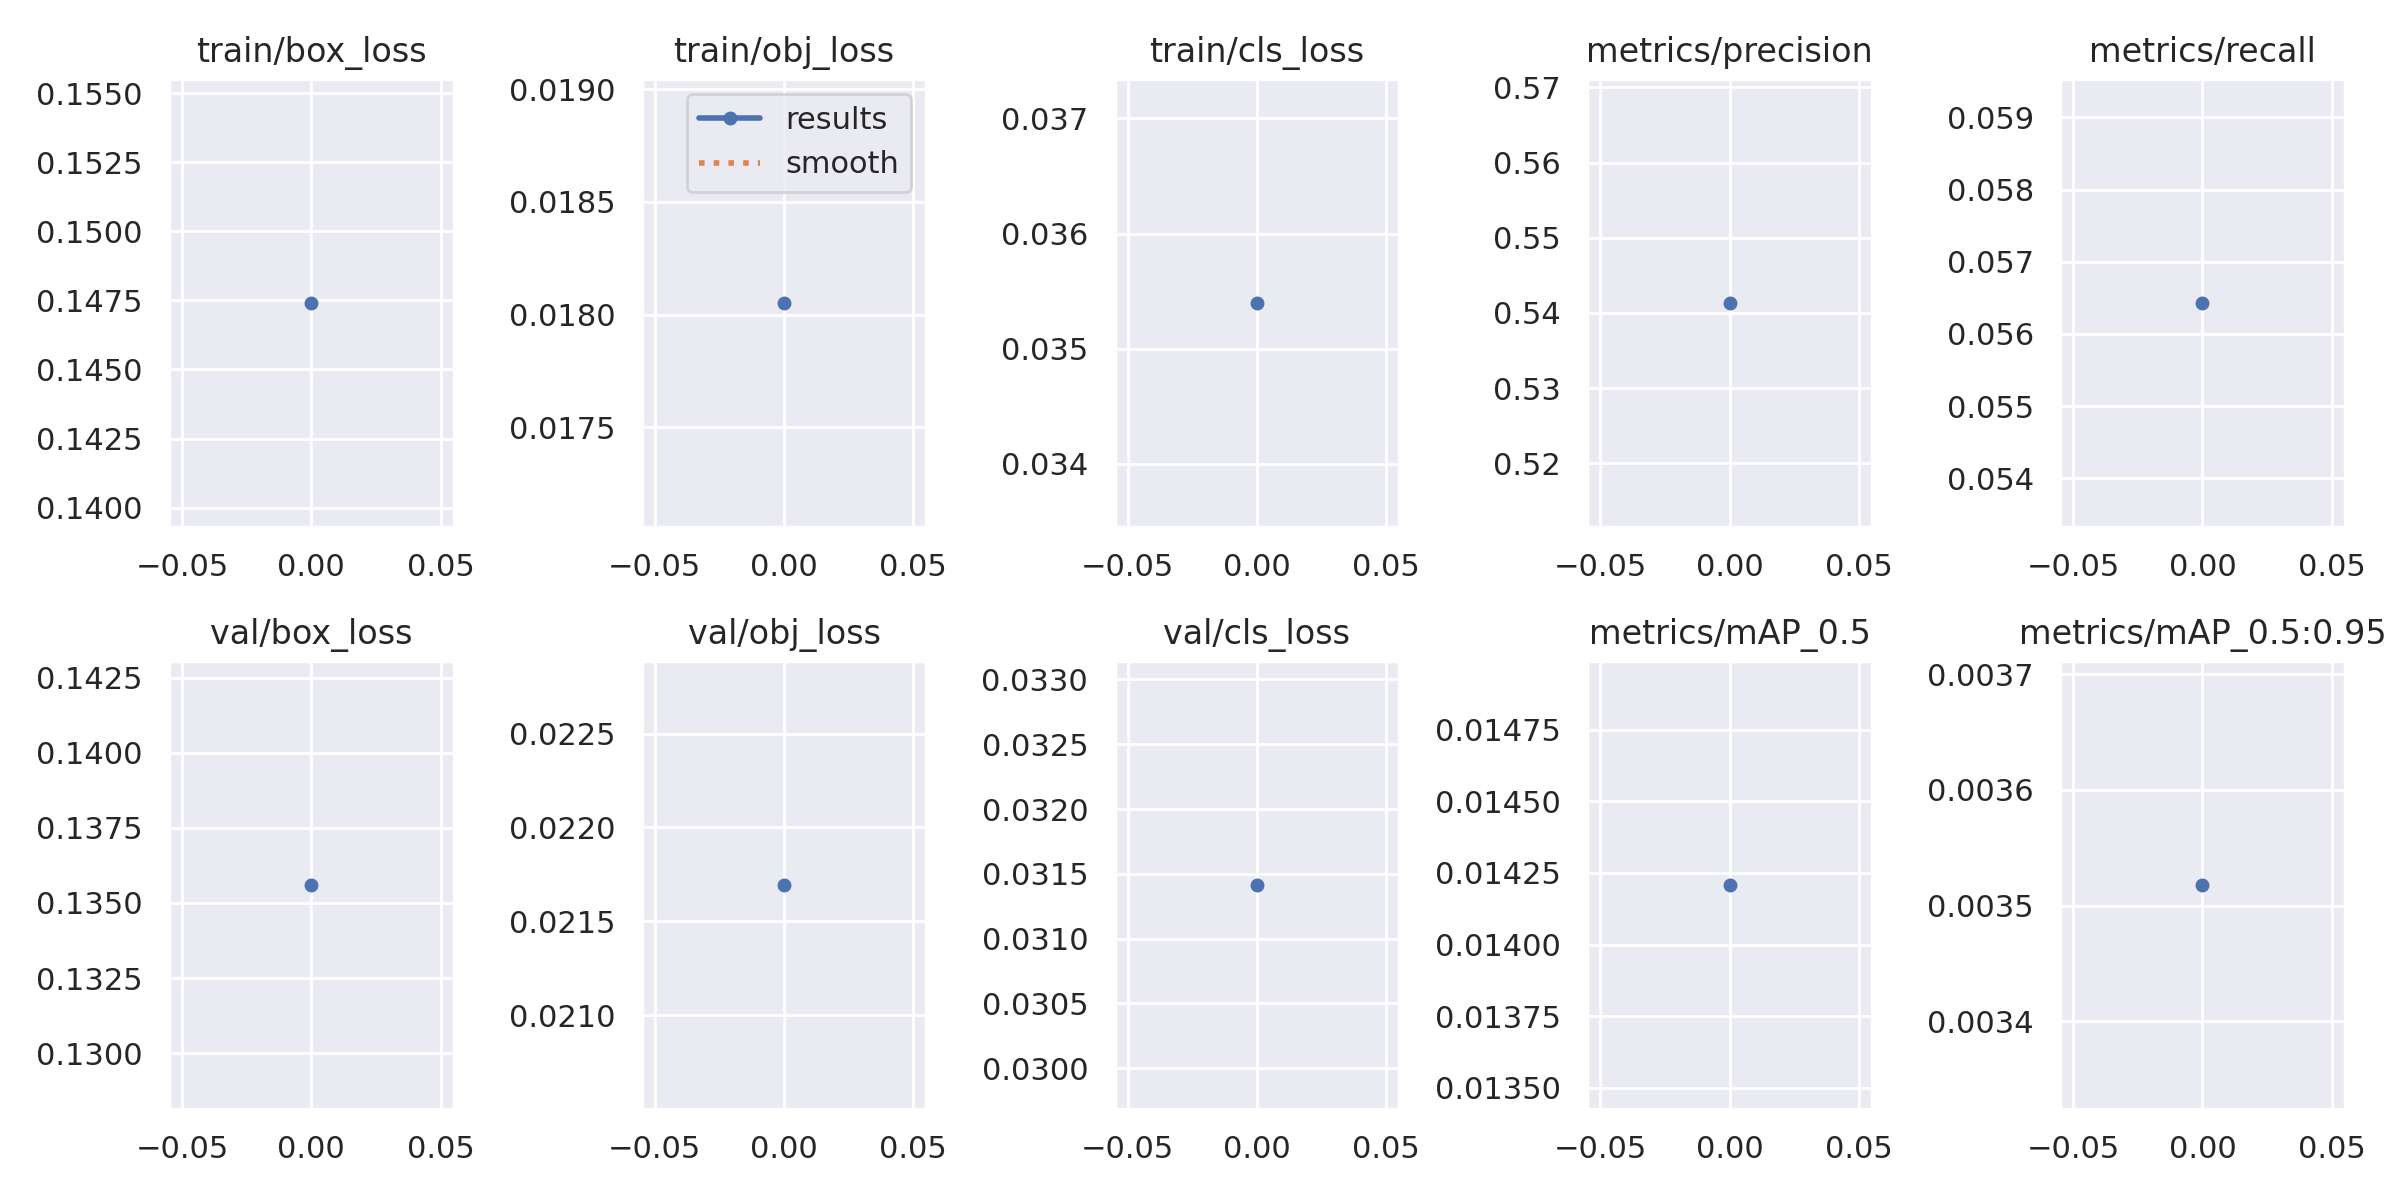 train/box_loss
0.1550
0.1525
0.1500
0.1475
0.1450
0.1425
0.1400
−0.05 0.00 0.05
train/obj_loss
results
smooth
0.0190
0.0185
0.0180
0.0175
−0.05 0.00 0.05
train/cls_loss
0.037
0.036
0.035
0.034
−0.05 0.00 0.05
metrics/precision
0.57
0.56
0.55
0.54
0.53
0.52
−0.05 0.00 0.05
metrics/recall
0.059
0.058
0.057
0.056
0.055
0.054
−0.05 0.00 0.05
val/box_loss
0.1425
0.1400
0.1375
0.1350
0.1325
0.1300
−0.05 0.00 0.05
val/obj_loss
0.0225
0.0220
0.0215
0.0210
−0.05 0.00 0.05
val/cls_loss
0.0330
0.0325
0.0320
0.0315
0.0310
0.0305
0.0300
−0.05 0.00 0.05
metrics/mAP_0.5
0.01475
0.01450
0.01425
0.01400
0.01375
0.01350
−0.05 0.00 0.05
metrics/mAP_0.5:0.95
0.0037
0.0036
0.0035
0.0034
−0.05 0.00 0.05